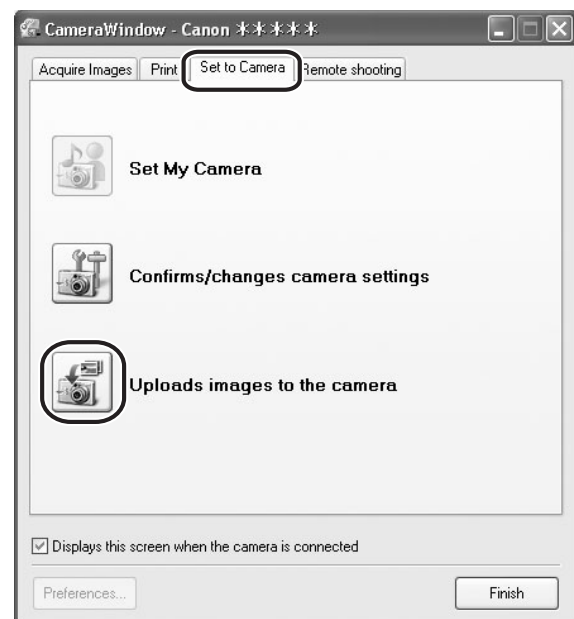 CameraWindow - Canon *****
Acquire Images Print Set to Camera Remote shooting
Set My Camera
Confirms/changes camera settings
Uploads images to the camera
Displays this screen when the camera is connected
Preferences... Finish